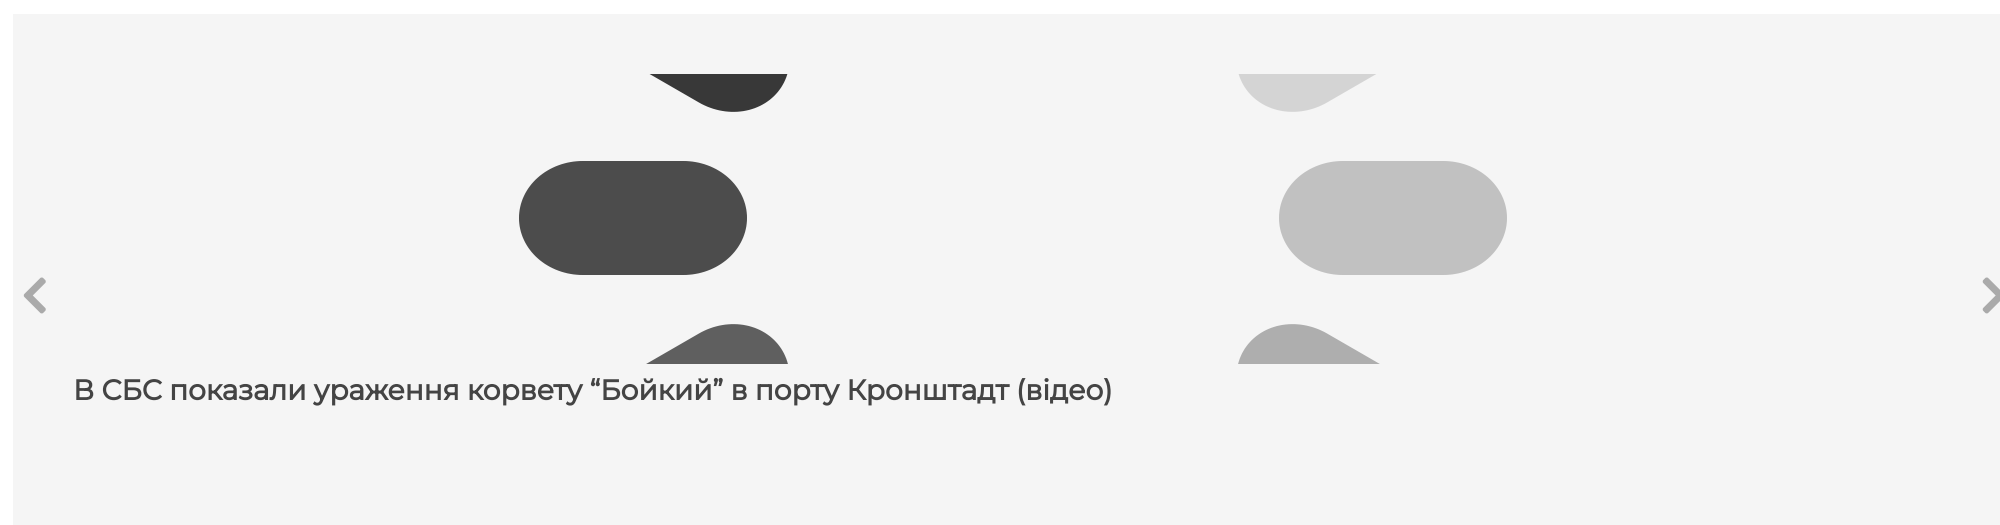 В СБС показали ураження корвету “Бойкий” в порту Кронштадт (відео)